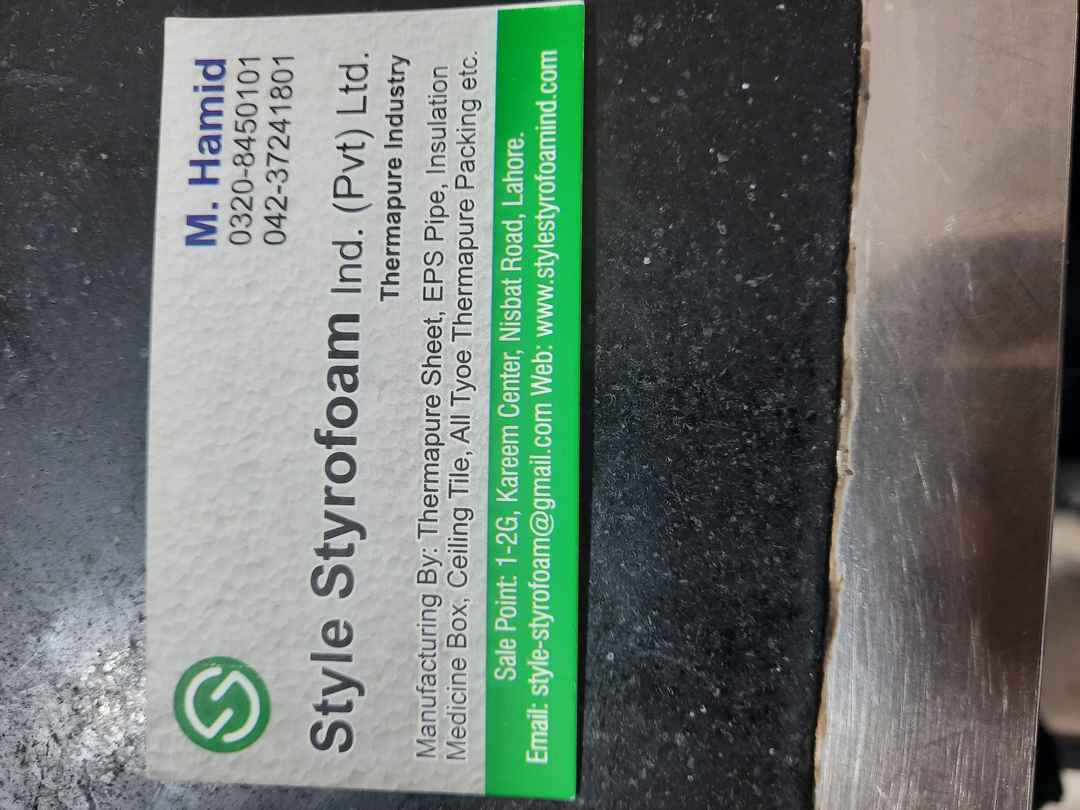 M. Hamid
0320-8450101
042-37241801
Style Styrofoam Ind. (Pvt) Ltd.
Thermapure Industry
Manufacturing By: Thermapure Sheet, EPS Pipe, Insulation
Medicine Box, Ceiling Tile, All Tyoe Thermapure Packing etc.
Sale Point: 1-2G, Kareem Center, Nisbat Road, Lahore.
Email: style-styrofoam@gmail.com Web: www.stylestyrofoamind.com